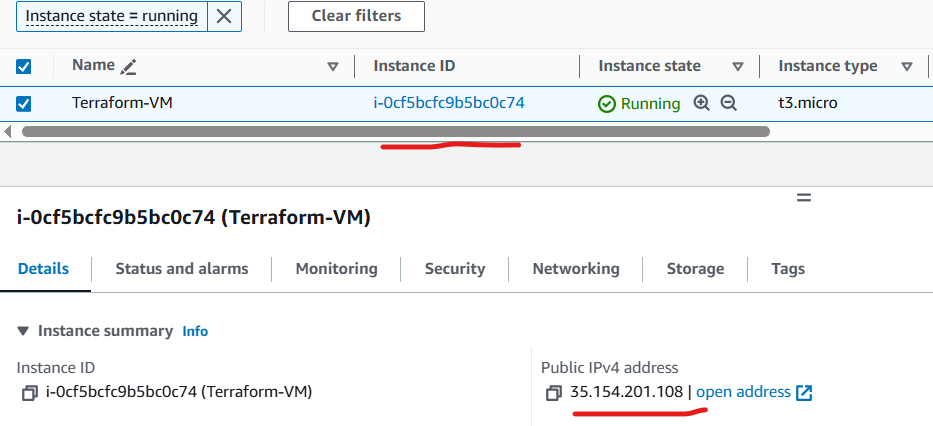 Instance state = running
Clear filters
Name Instance ID Instance state Instance type
Terraform-VM i-0cf5bcfc9b5bc0c74 Running t3.micro
i-0cf5bcfc9b5bc0c74 (Terraform-VM)
Details Status and alarms Monitoring Security Networking Storage Tags
Instance summary Info
Instance ID Public IPv4 address
i-0cf5bcfc9b5bc0c74 (Terraform-VM) 35.154.201.108 | open address